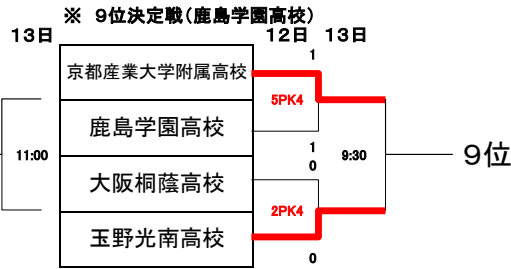 ※ 9位決定戦(鹿島学園高校)
13日
12日 13日
京都産業大学附属高校
1
5PK4
鹿島学園高校
1
11:00
9:30
9位
0
大阪桐蔭高校
2PK4
玉野光南高校
0